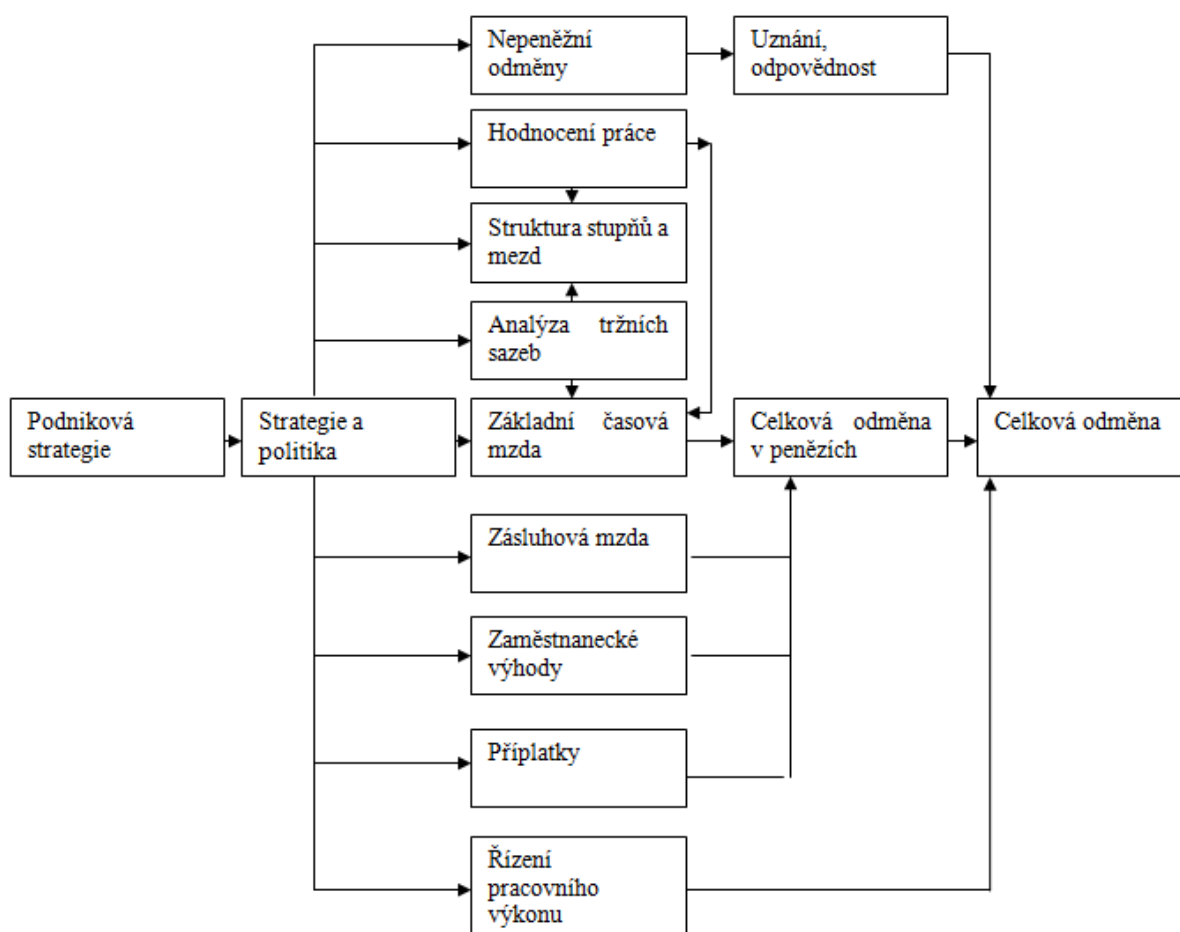 Nepeněžní
odměny
Uznání,
odpovědnost
Hodnocení práce
Struktura stupňů a
mezd
Analýza tržních
sazeb
Podniková
strategie
Strategie a
politika
Základní časová
mzda
Celková odměna
v penězích
Celková odměna
Zásluhová mzda
Zaměstnanecké
výhody
Příplatky
Řízení
pracovního
výkonu